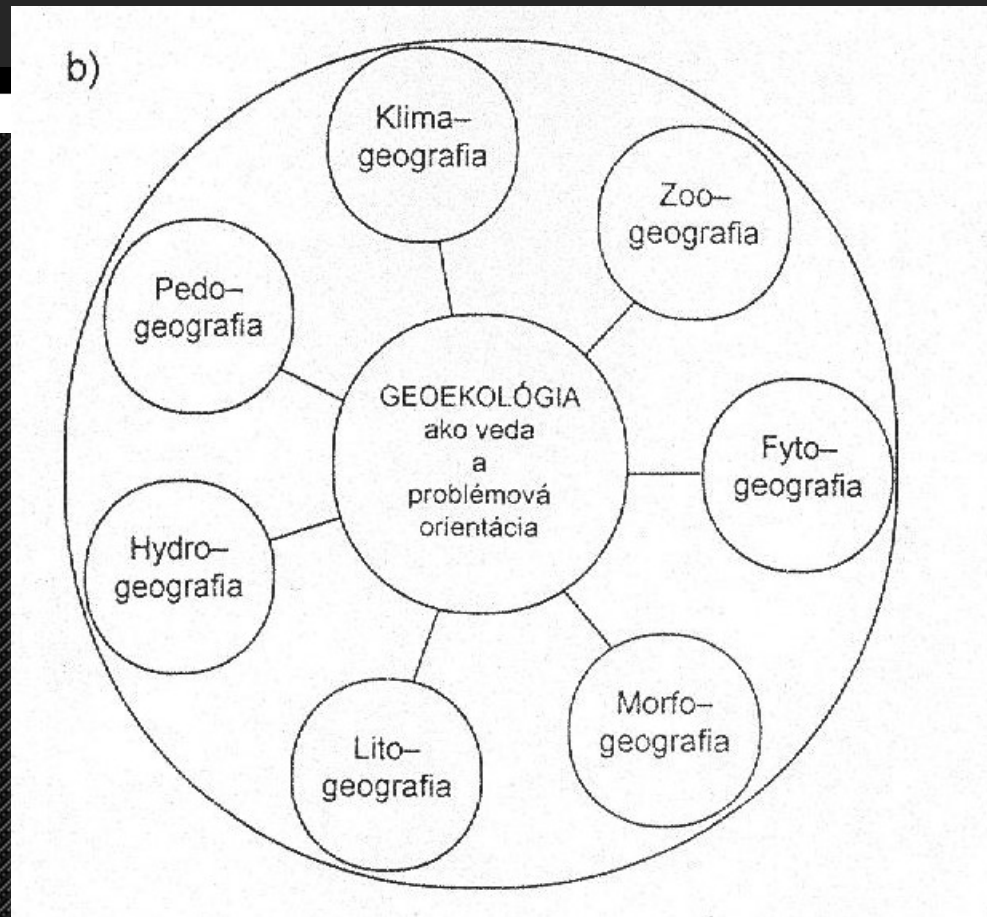 b)
Klima–
geografia
Zoo–
geografia
Pedo–
geografia
GEOEKOLÓGIA
ako veda
a
problémová
orientácia
Fyto–
geografia
Hydro–
geografia
Morfo–
geografia
Lito–
geografia